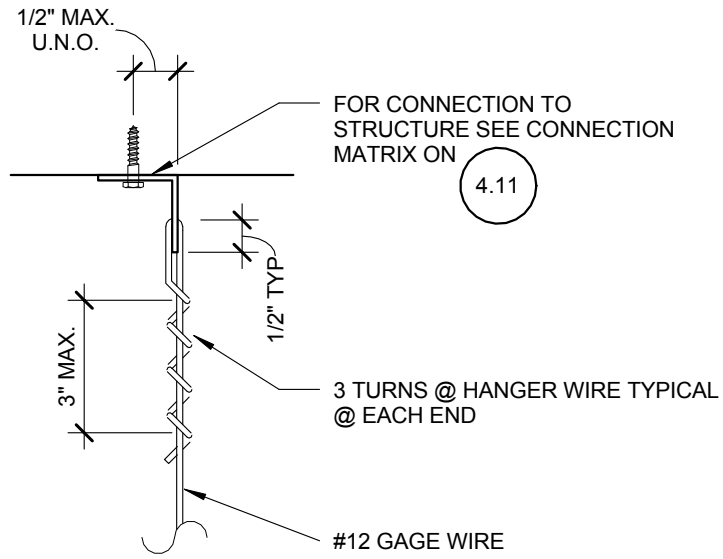 1/2" MAX.
U.N.O.
FOR CONNECTION TO
STRUCTURE SEE CONNECTION
MATRIX ON
4.11
1/2" TYP
3" MAX.
3 TURNS @ HANGER WIRE TYPICAL
@ EACH END
#12 GAGE WIRE